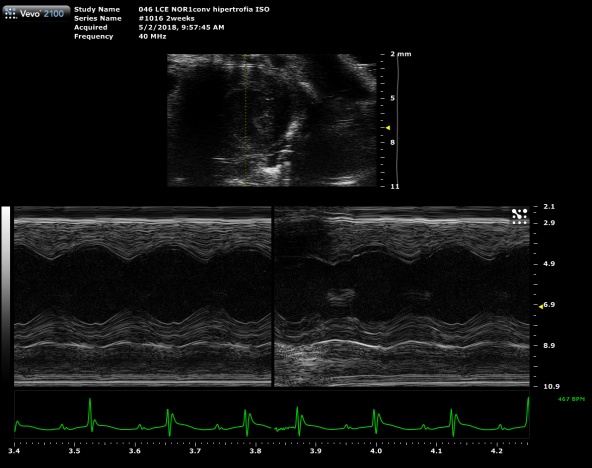 Vevo 2100
Study Name 046 LCE NOR1conv hipertrofia ISO
Series Name #1016 2weeks
Acquired 5/2/2018, 9:57:45 AM
Frequency 40 MHz
2 mm
5
8
11
2.1
2.9
4.9
6.9
8.9
10.9
467 BPM
3.4 3.5 3.6 3.7 3.8 3.9 4.0 4.1 4.2